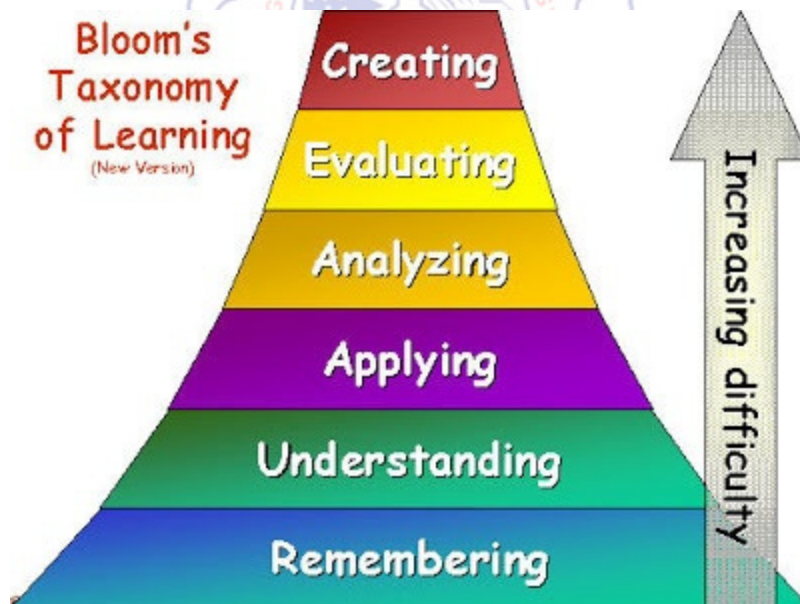 Bloom's
Taxonomy
of Learning
(New Version)
Creating
Evaluating
Analyzing
Applying
Understanding
Remembering
Increasing difficulty